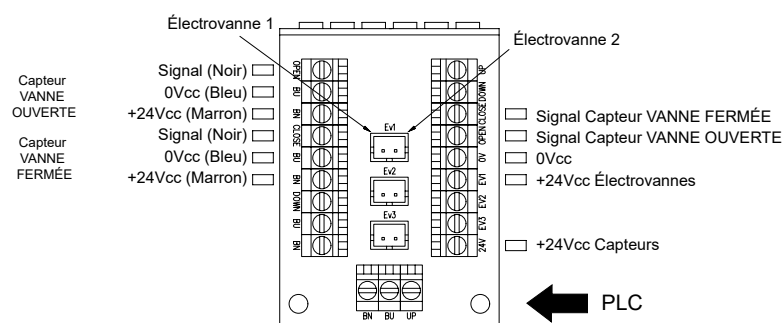 Électrovanne 1
Électrovanne 2
Capteur
VANNE
OUVERTE
Capteur
VANNE
FERMÉE
Signal (Noir)
0Vcc (Bleu)
+24Vcc (Marron)
Signal (Noir)
0Vcc (Bleu)
+24Vcc (Marron)
OPEN
BU
BN
CLOSE
BU
BN
DOWN
BU
BN
Ev1
Ev2
Ev3
UP
DOWN
CLOSE
OPEN
0V
EV1
EV2
EV3
24V
Signal Capteur VANNE FERMÉE
Signal Capteur VANNE OUVERTE
0Vcc
+24Vcc Électrovannes
+24Vcc Capteurs
BN BU UP
PLC